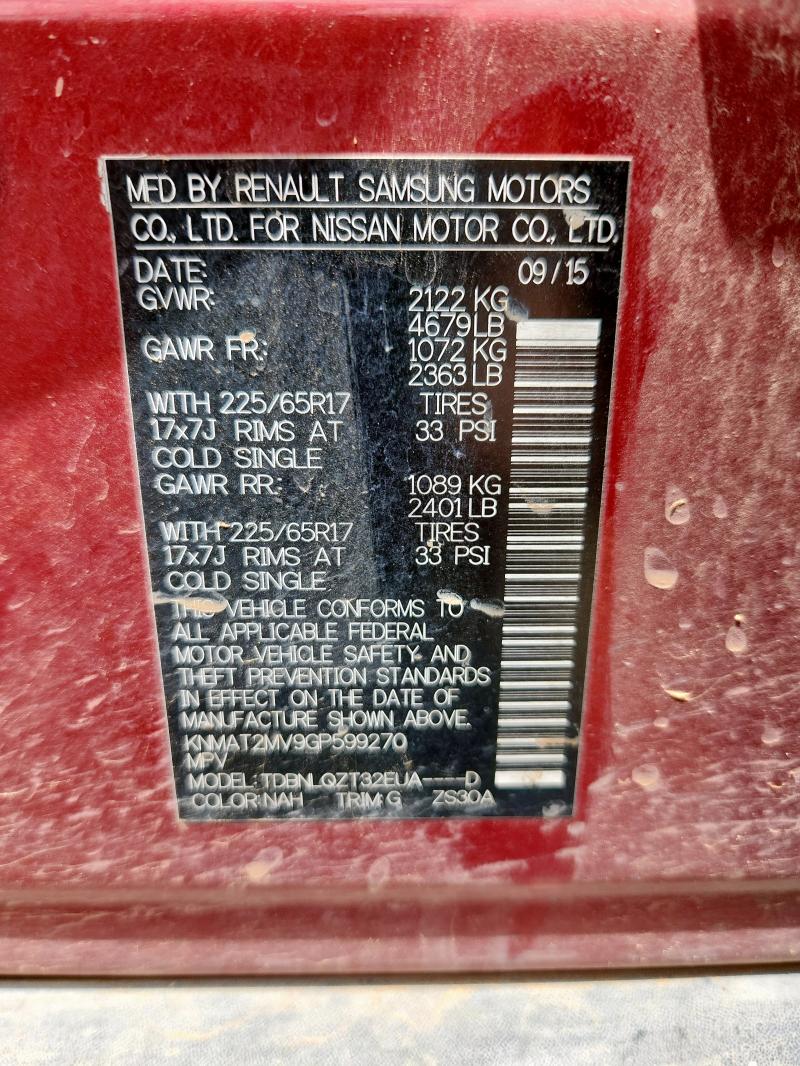 MFD BY RENAULT SAMSUNG MOTORS
CO., LTD. FOR NISSAN MOTOR CO., LTD.
DATE: 09/15
GVWR: 2122 KG
4679 LB
GAWR FR: 1072 KG
2363 LB
WITH 225/65R17 TIRES
17x7J RIMS AT 33 PSI
COLD SINGLE
GAWR RR: 1089 KG
2401 LB
WITH 225/65R17 TIRES
17x7J RIMS AT 33 PSI
COLD SINGLE
THIS VEHICLE CONFORMS TO
ALL APPLICABLE FEDERAL
MOTOR VEHICLE SAFETY AND
THEFT PREVENTION STANDARDS
IN EFFECT ON THE DATE OF
MANUFACTURE SHOWN ABOVE.
KNMAT2MV9GP599270
MPV
MODEL: TDBNLQZT32EUA----D
COLOR: NAH TRIM: G ZS30A